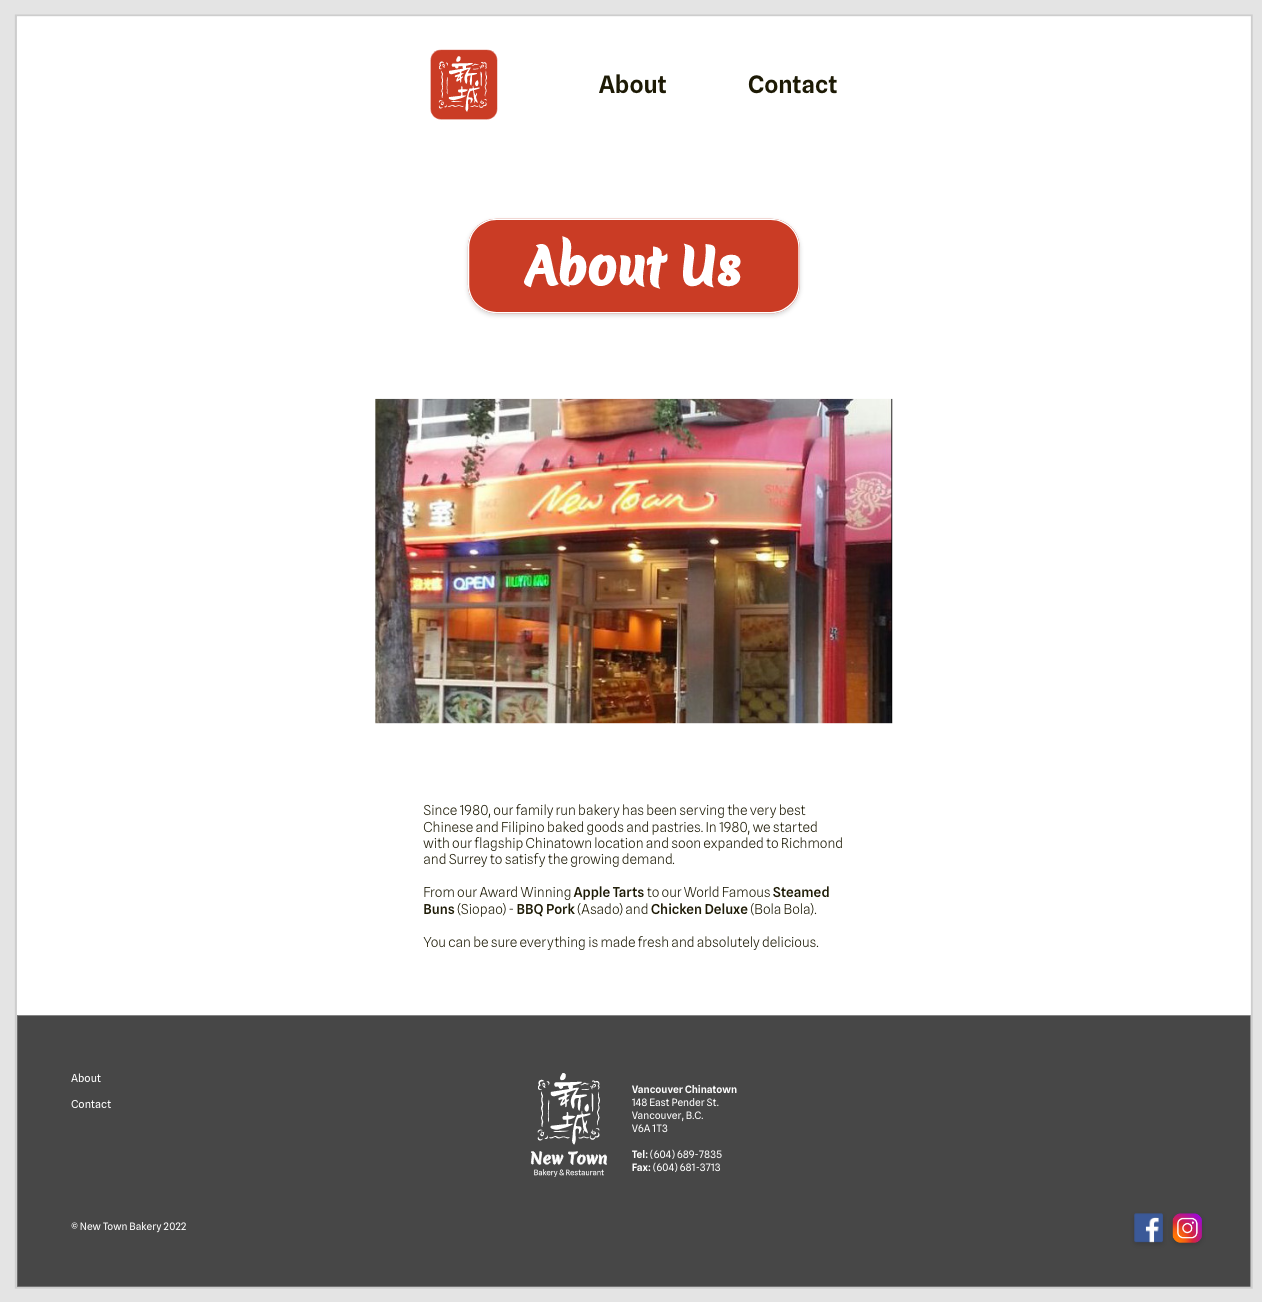 新
城
About
Contact
About Us
室
New Town
SINCE
OPEN
Since 1980, our family run bakery has been serving the very best
Chinese and Filipino baked goods and pastries. In 1980, we started
with our flagship Chinatown location and soon expanded to Richmond
and Surrey to satisfy the growing demand.
From our Award Winning Apple Tarts to our World Famous Steamed
Buns (Siopao) - BBQ Pork (Asado) and Chicken Deluxe (Bola Bola).
You can be sure everything is made fresh and absolutely delicious.
About
Contact
新
城
New Town
Bakery & Restaurant
Vancouver Chinatown
148 East Pender St.
Vancouver, B.C.
V6A 1T3
Tel: (604) 689-7835
Fax: (604) 681-3713
© New Town Bakery 2022